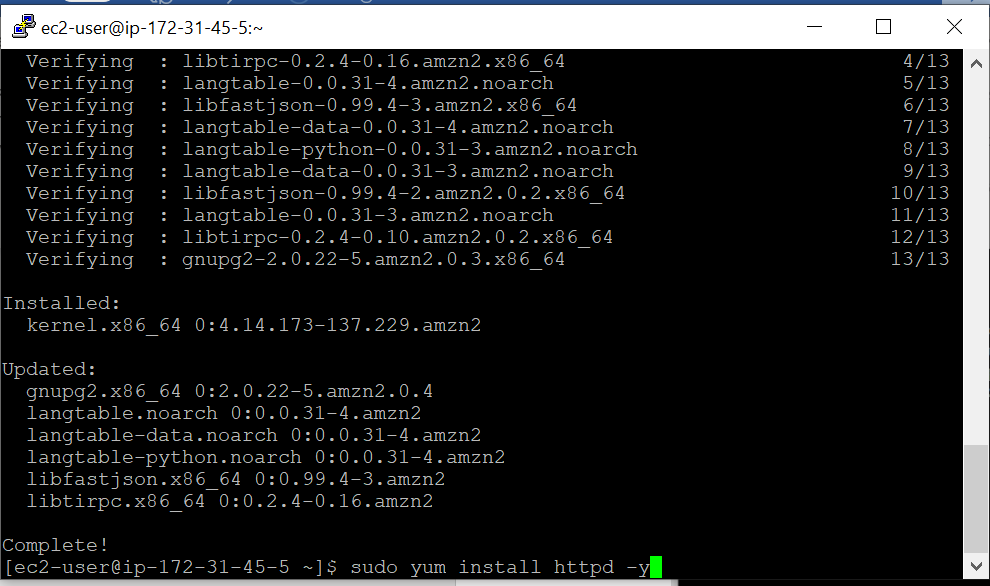 ec2-user@ip-172-31-45-5:~
Verifying : libtirpc-0.2.4-0.16.amzn2.x86_64 4/13
Verifying : langtable-0.0.31-4.amzn2.noarch 5/13
Verifying : libfastjson-0.99.4-3.amzn2.x86_64 6/13
Verifying : langtable-data-0.0.31-4.amzn2.noarch 7/13
Verifying : langtable-python-0.0.31-3.amzn2.noarch 8/13
Verifying : langtable-data-0.0.31-3.amzn2.noarch 9/13
Verifying : libfastjson-0.99.4-2.amzn2.0.2.x86_64 10/13
Verifying : langtable-0.0.31-3.amzn2.noarch 11/13
Verifying : libtirpc-0.2.4-0.10.amzn2.0.2.x86_64 12/13
Verifying : gnupg2-2.0.22-5.amzn2.0.3.x86_64 13/13
Installed:
kernel.x86_64 0:4.14.173-137.229.amzn2
Updated:
gnupg2.x86_64 0:2.0.22-5.amzn2.0.4
langtable.noarch 0:0.0.31-4.amzn2
langtable-data.noarch 0:0.0.31-4.amzn2
langtable-python.noarch 0:0.0.31-4.amzn2
libfastjson.x86_64 0:0.99.4-3.amzn2
libtirpc.x86_64 0:0.2.4-0.16.amzn2
Complete!
[ec2-user@ip-172-31-45-5 ~]$ sudo yum install httpd -y